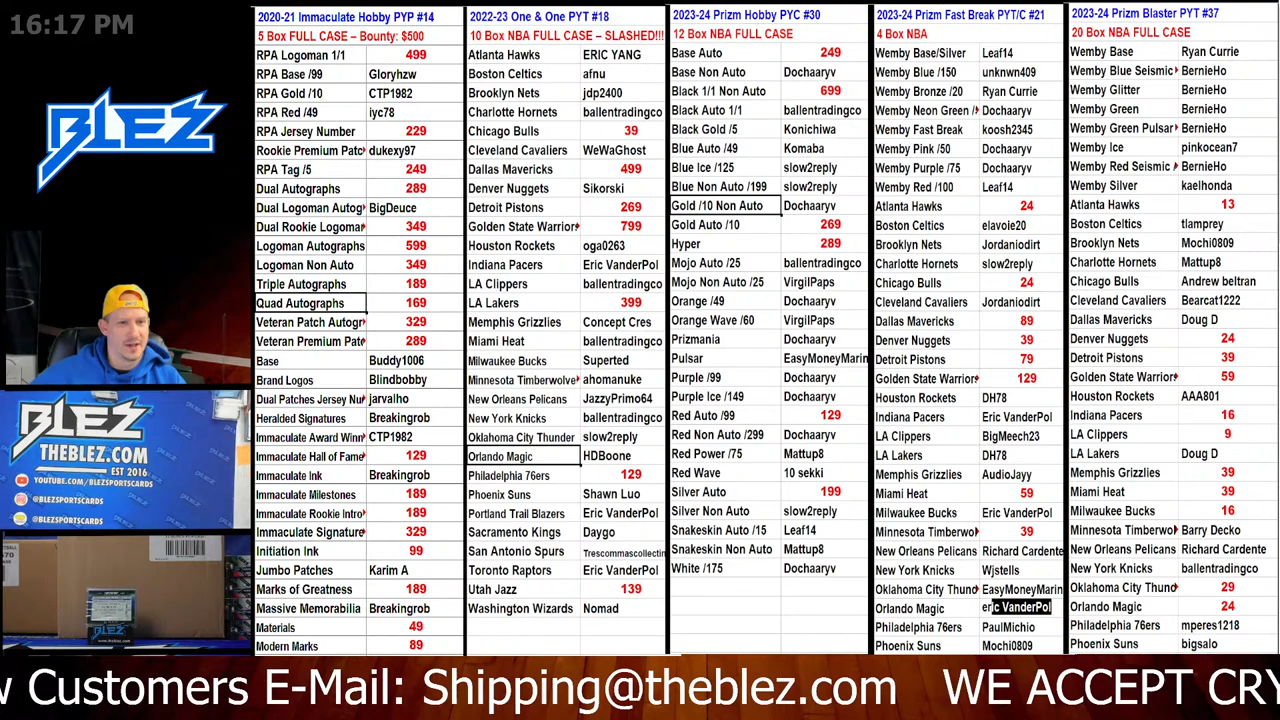 16:17 PM
BLEZ
BLEZ
THEBLEZ.COM
EST 2016
YOUTUBE.COM/BLEZSPORTSCARDS
@BLEZSPORTSCARDS
@BLEZSPORTSCARDS
BLEZ
2020-21 Immaculate Hobby PYP #14
5 Box FULL CASE – Bounty: $500
RPA Logoman 1/1 499
RPA Base /99 Gloryhzw
RPA Gold /10 CTP1982
RPA Red /49 iyc78
RPA Jersey Number 229
Rookie Premium Patc dukexy97
RPA Tag /5 249
Dual Autographs 289
Dual Logoman Autog BigDeuce
Dual Rookie Logoma 349
Logoman Autographs 599
Logoman Non Auto 349
Triple Autographs 189
Quad Autographs 169
Veteran Patch Autogr 329
Veteran Premium Pat 289
Base Buddy1006
Brand Logos Blindbobby
Dual Patches Jersey Nu jarvalho
Heralded Signatures Breakingrob
Immaculate Award Winn CTP1982
Immaculate Hall of Fame 129
Immaculate Ink Breakingrob
Immaculate Milestones 189
Immaculate Rookie Intro 189
Immaculate Signature 329
Initiation Ink 99
Jumbo Patches Karim A
Marks of Greatness 189
Massive Memorabilia Breakingrob
Materials 49
Modern Marks 89
2022-23 One & One PYT #18
10 Box NBA FULL CASE – SLASHED!!!
Atlanta Hawks ERIC YANG
Boston Celtics afnu
Brooklyn Nets jdp2400
Charlotte Hornets ballentradingco
Chicago Bulls 39
Cleveland Cavaliers WeWaGhost
Dallas Mavericks 499
Denver Nuggets Sikorski
Detroit Pistons 269
Golden State Warrior 799
Houston Rockets oga0263
Indiana Pacers Eric VanderPol
LA Clippers ballentradingco
LA Lakers 399
Memphis Grizzlies Concept Cres
Miami Heat ballentradingco
Milwaukee Bucks Superted
Minnesota Timberwolve ahomanuke
New Orleans Pelicans JazzyPrimo64
New York Knicks ballentradingco
Oklahoma City Thunder slow2reply
Orlando Magic HDBoone
Philadelphia 76ers 129
Phoenix Suns Shawn Luo
Portland Trail Blazers Eric VanderPol
Sacramento Kings Daygo
San Antonio Spurs Trescommascollectin
Toronto Raptors Eric VanderPol
Utah Jazz 139
Washington Wizards Nomad
2023-24 Prizm Hobby PYC #30
12 Box NBA FULL CASE
Base Auto 249
Base Non Auto Dochaaryv
Black 1/1 Non Auto 699
Black Auto 1/1 ballentradingco
Black Gold /5 Konichiwa
Blue Auto /49 Komaba
Blue Ice /125 slow2reply
Blue Non Auto /199 slow2reply
Gold /10 Non Auto Dochaaryv
Gold Auto /10 269
Hyper 289
Mojo Auto /25 ballentradingco
Mojo Non Auto /25 VirgilPaps
Orange /49 Dochaaryv
Orange Wave /60 VirgilPaps
Prizmania Dochaaryv
Pulsar EasyMoneyMarin
Purple /99 Dochaaryv
Purple Ice /149 Dochaaryv
Red Auto /99 129
Red Non Auto /299 Dochaaryv
Red Power /75 Mattup8
Red Wave 10 sekki
Silver Auto 199
Silver Non Auto slow2reply
Snakeskin Auto /15 Leaf14
Snakeskin Non Auto Mattup8
White /175 Dochaaryv
2023-24 Prizm Fast Break PYT/C #21
4 Box NBA
Wemby Base/Silver Leaf14
Wemby Blue /150 unknwn409
Wemby Bronze /20 Ryan Currie
Wemby Neon Green / Dochaaryv
Wemby Fast Break koosh2345
Wemby Pink /50 Dochaaryv
Wemby Purple /75 Dochaaryv
Wemby Red /100 Leaf14
Atlanta Hawks 24
Boston Celtics elavoie20
Brooklyn Nets Jordaniodirt
Charlotte Hornets slow2reply
Chicago Bulls 24
Cleveland Cavaliers Jordaniodirt
Dallas Mavericks 89
Denver Nuggets 39
Detroit Pistons 79
Golden State Warrior 129
Houston Rockets DH78
Indiana Pacers Eric VanderPol
LA Clippers BigMeech23
LA Lakers DH78
Memphis Grizzlies AudioJayy
Miami Heat 59
Milwaukee Bucks Eric VanderPol
Minnesota Timberwo 39
New Orleans Pelicans Richard Cardente
New York Knicks Wjstells
Oklahoma City Thund EasyMoneyMarin
Orlando Magic eric VanderPol
Philadelphia 76ers PaulMichio
Phoenix Suns Mochi0809
2023-24 Prizm Blaster PYT #37
20 Box NBA FULL CASE
Wemby Base Ryan Currie
Wemby Blue Seismic BernieHo
Wemby Glitter BernieHo
Wemby Green BernieHo
Wemby Green Pulsar BernieHo
Wemby Ice pinkocean7
Wemby Red Seismic BernieHo
Wemby Silver kaelhonda
Atlanta Hawks 13
Boston Celtics tlamprey
Brooklyn Nets Mochi0809
Charlotte Hornets Mattup8
Chicago Bulls Andrew beltran
Cleveland Cavaliers Bearcat1222
Dallas Mavericks Doug D
Denver Nuggets 24
Detroit Pistons 39
Golden State Warrior 59
Houston Rockets AAA801
Indiana Pacers 16
LA Clippers 9
LA Lakers Doug D
Memphis Grizzlies 39
Miami Heat 39
Milwaukee Bucks 16
Minnesota Timberwo Barry Decko
New Orleans Pelicans Richard Cardente
New York Knicks ballentradingco
Oklahoma City Thund 29
Orlando Magic 24
Philadelphia 76ers mperes1218
Phoenix Suns bigsalo
w Customers E-Mail: Shipping@theblez.com WE ACCEPT CRY